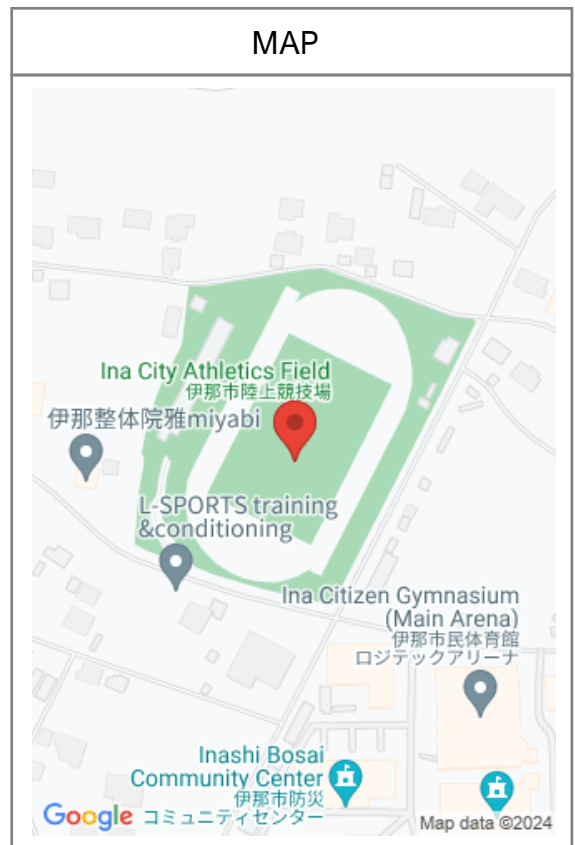 MAP
Ina City Athletics Field
伊那市陸上競技場
伊那整体院雅miyabi
L-SPORTS training
&conditioning
Ina Citizen Gymnasium
(Main Arena)
伊那市民体育館
ロジテックアリーナ
Inashi Bosai
Community Center
伊那市防災
コミュニティセンター
Google
Map data ©2024